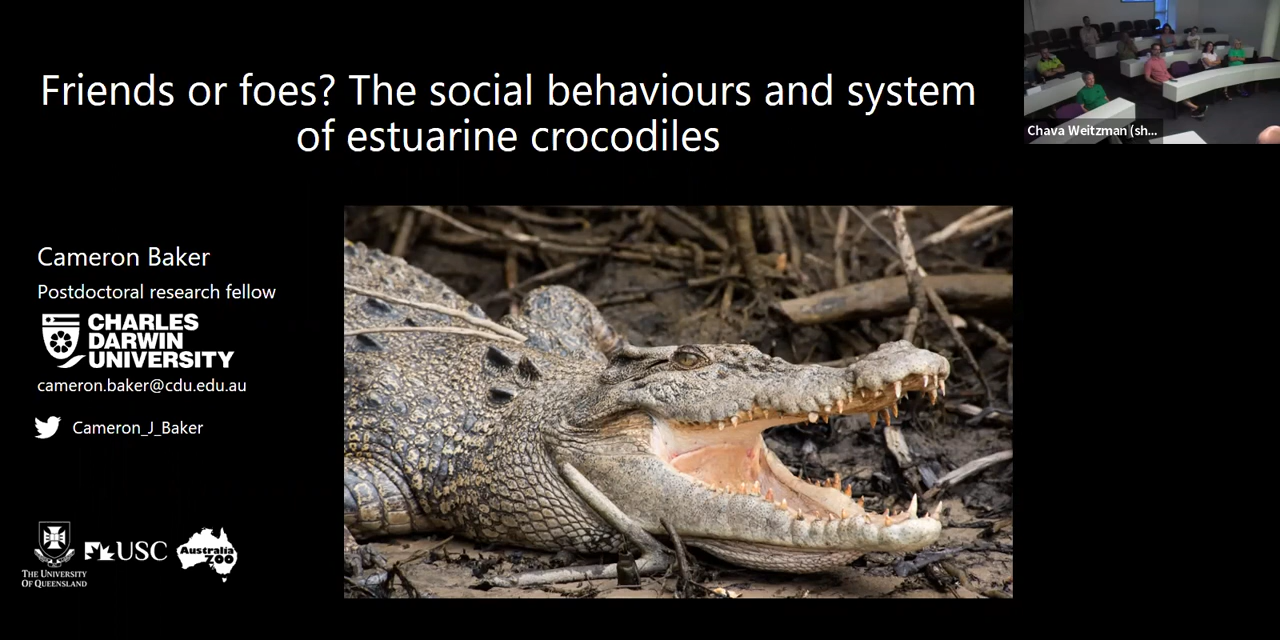 Friends or foes? The social behaviours and system
of estuarine crocodiles
Chava Weitzman (sh...
Cameron Baker
Postdoctoral research fellow
CHARLES
DARWIN
UNIVERSITY
cameron.baker@cdu.edu.au
Cameron_J_Baker
THE UNIVERSITY
OF QUEENSLAND
USC
Australia
ZOO